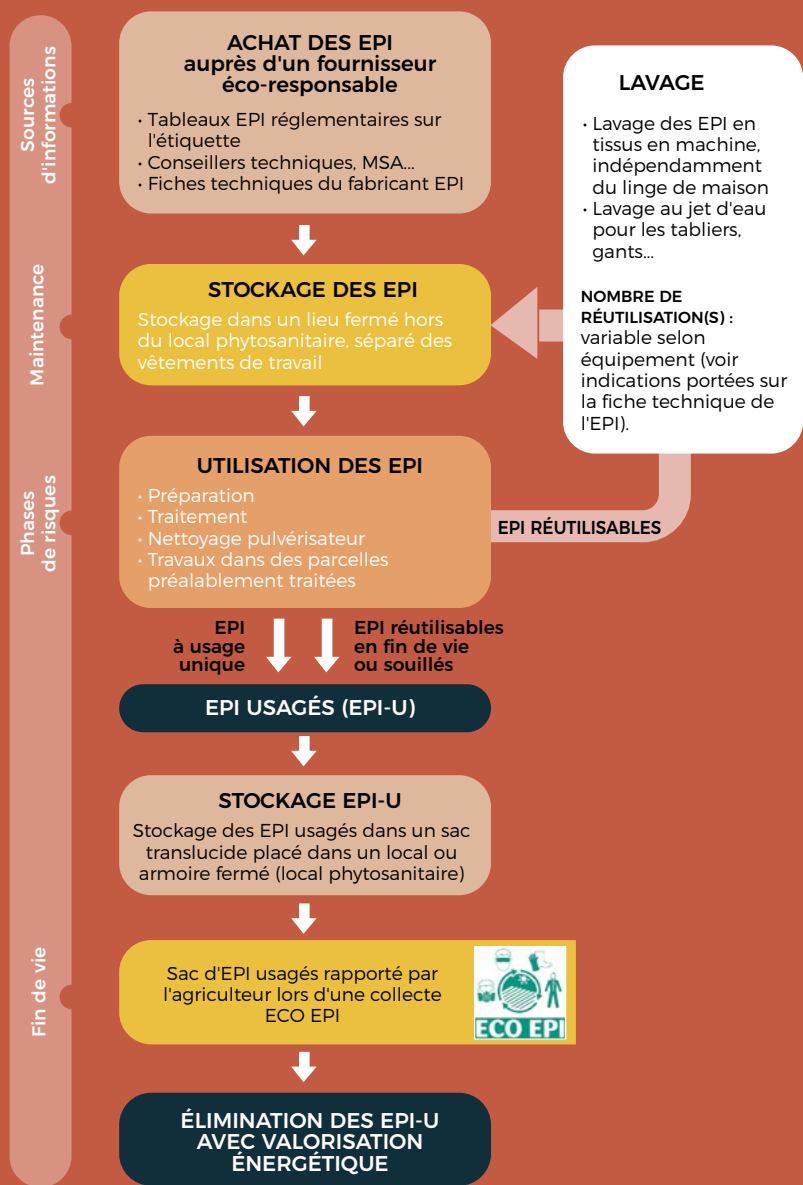 Sources
d'informations
ACHAT DES EPI
auprès d'un fournisseur
éco-responsable
• Tableaux EPI réglementaires sur
l'étiquette
• Conseillers techniques, MSA...
• Fiches techniques du fabricant EPI
LAVAGE
• Lavage des EPI en
tissus en machine,
indépendamment
du linge de maison
• Lavage au jet d'eau
pour les tabliers,
gants...
NOMBRE DE
RÉUTILISATION(S) :
variable selon
équipement (voir
indications portées sur
la fiche technique de
l'EPI).
Maintenance
STOCKAGE DES EPI
Stockage dans un lieu fermé hors
du local phytosanitaire, séparé des
vêtements de travail
Phases
de risques
UTILISATION DES EPI
• Préparation
• Traitement
• Nettoyage pulvérisateur
• Travaux dans des parcelles
préalablement traitées
EPI RÉUTILISABLES
EPI
à usage
unique
EPI réutilisables
en fin de vie
ou souillés
EPI USAGÉS (EPI-U)
STOCKAGE EPI-U
Stockage des EPI usagés dans un sac
translucide placé dans un local ou
armoire fermé (local phytosanitaire)
Fin de vie
Sac d'EPI usagés rapporté par
l'agriculteur lors d'une collecte
ECO EPI
ECO EPI
ÉLIMINATION DES EPI-U
AVEC VALORISATION
ÉNERGÉTIQUE